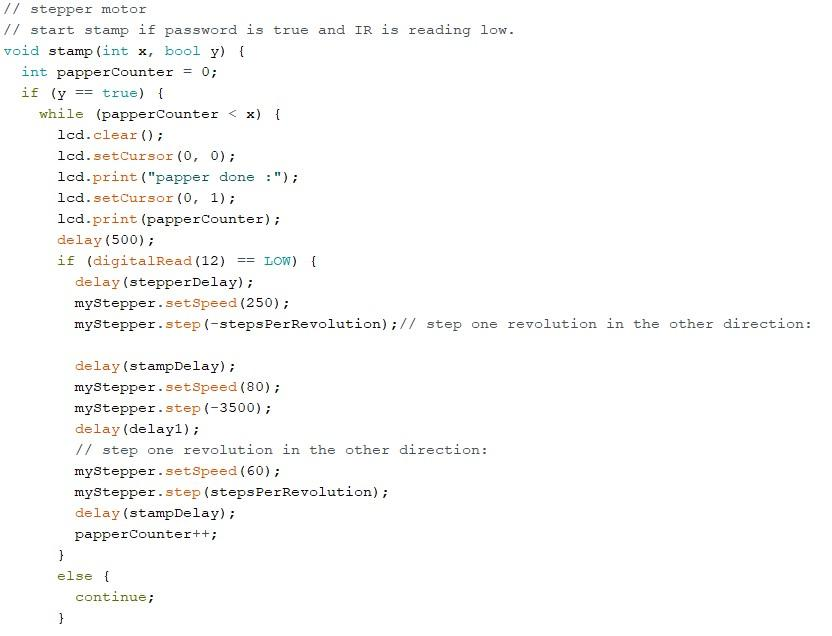 // stepper motor
// start stamp if password is true and IR is reading low.
void stamp(int x, bool y) {
  int papperCounter = 0;
  if (y == true) {
    while (papperCounter < x) {
      lcd.clear();
      lcd.setCursor(0, 0);
      lcd.print("papper done :");
      lcd.setCursor(0, 1);
      lcd.print(papperCounter);
      delay(500);
      if (digitalRead(12) == LOW) {
        delay(stepperDelay);
        myStepper.setSpeed(250);
        myStepper.step(-stepsPerRevolution);// step one revolution in the other direction:

        delay(stampDelay);
        myStepper.setSpeed(80);
        myStepper.step(-3500);
        delay(delay1);
        // step one revolution in the other direction:
        myStepper.setSpeed(60);
        myStepper.step(stepsPerRevolution);
        delay(stampDelay);
        papperCounter++;
      }
      else {
        continue;
      }